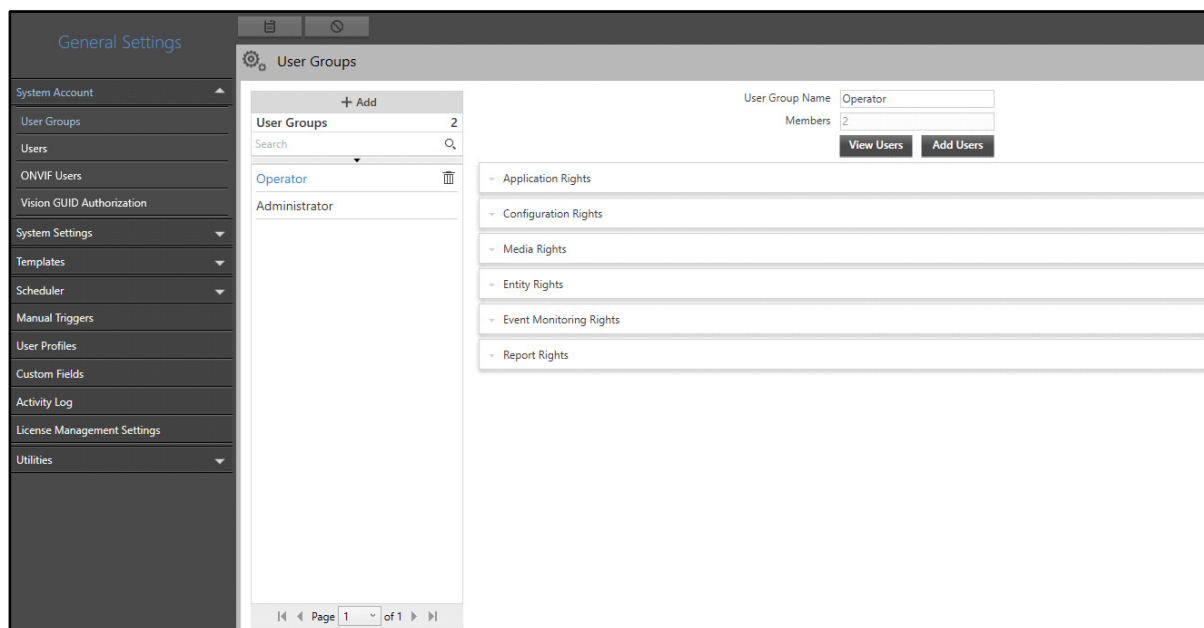 General Settings
System Account
User Groups
Users
ONVIF Users
Vision GUID Authorization
System Settings
Templates
Scheduler
Manual Triggers
User Profiles
Custom Fields
Activity Log
License Management Settings
Utilities
User Groups
+ Add
User Groups 2
Search
Operator
Administrator
Page 1 of 1
User Group Name Operator
Members 2
View Users Add Users
Application Rights
Configuration Rights
Media Rights
Entity Rights
Event Monitoring Rights
Report Rights